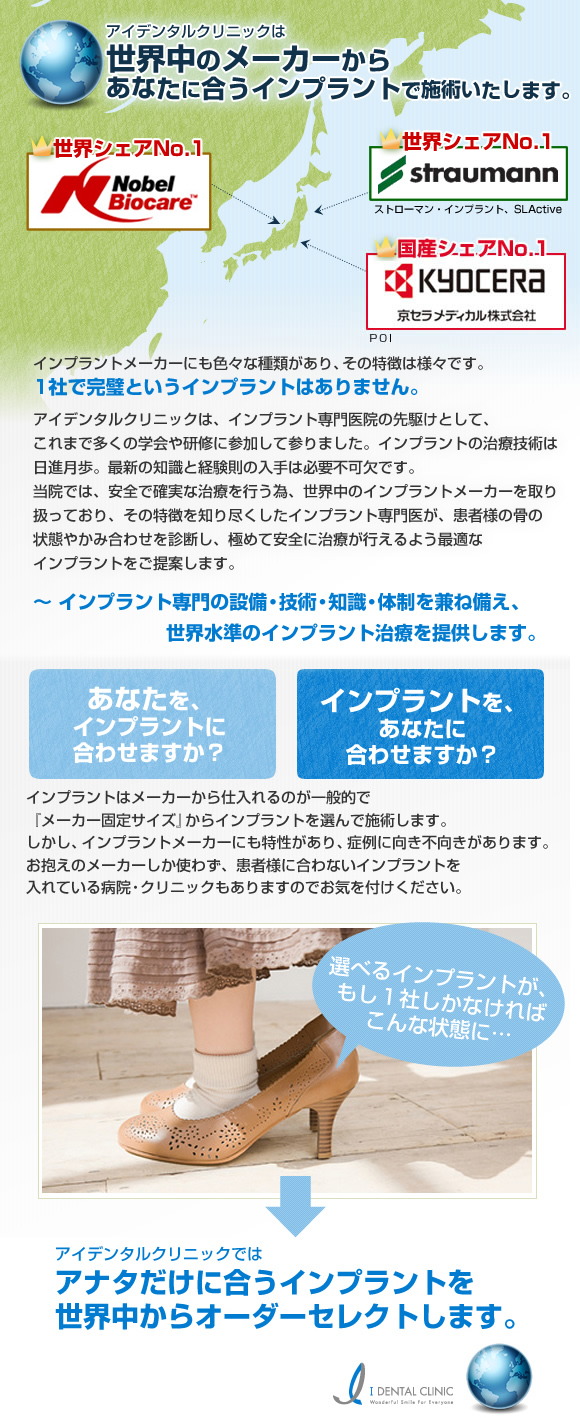 アイデンタルクリニックは
世界中のメーカーから
あなたに合うインプラントで施術いたします。
世界シェアNo.1
Nobel
Biocare™
世界シェアNo.1
straumann
ストローマン・インプラント、SLActive
国産シェアNo.1
KYOCERA
京セラメディカル株式会社
POI
インプラントメーカーにも色々な種類があり、その特徴は様々です。
1社で完璧というインプラントはありません。
アイデンタルクリニックは、インプラント専門医院の先駆けとして、
これまで多くの学会や研修に参加して参りました。インプラントの治療技術は
日進月歩。最新の知識と経験則の入手は必要不可欠です。
当院では、安全で確実な治療を行う為、世界中のインプラントメーカーを取り
扱っており、その特徴を知り尽くしたインプラント専門医が、患者様の骨の
状態やかみ合わせを診断し、極めて安全に治療が行えるよう最適な
インプラントをご提案します。
～ インプラント専門の設備・技術・知識・体制を兼ね備え、
世界水準のインプラント治療を提供します。
あなたを、
インプラントに
合わせますか？
インプラントを、
あなたに
合わせますか？
インプラントはメーカーから仕入れるのが一般的で
『メーカー固定サイズ』からインプラントを選んで施術します。
しかし、インプラントメーカーにも特性があり、症例に向き不向きがあります。
お抱えのメーカーしか使わず、患者様に合わないインプラントを
入れている病院・クリニックもありますのでお気を付けください。
選べるインプラントが、
もし1社しかなければ
こんな状態に…
アイデンタルクリニックでは
アナタだけに合うインプラントを
世界中からオーダーセレクトします。
I DENTAL CLINIC
Wonderful Smile For Everyone